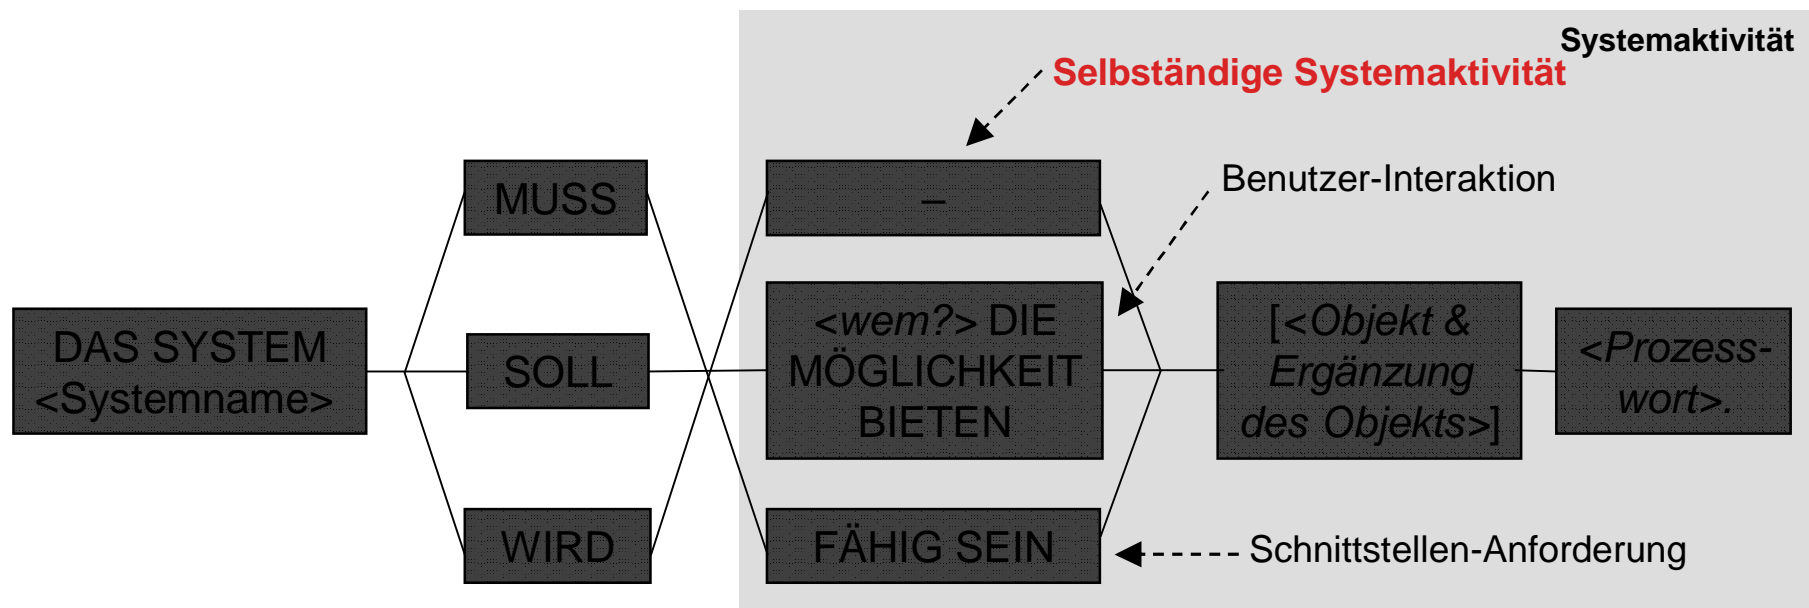 Systemaktivität
Selbständige Systemaktivität
MUSS
–
Benutzer-Interaktion
DAS SYSTEM
<Systemname>
SOLL
<wem?> DIE
MÖGLICHKEIT
BIETEN
[<Objekt &
Ergänzung
des Objekts>]
<Prozess-
wort>.
WIRD
FÄHIG SEIN
Schnittstellen-Anforderung